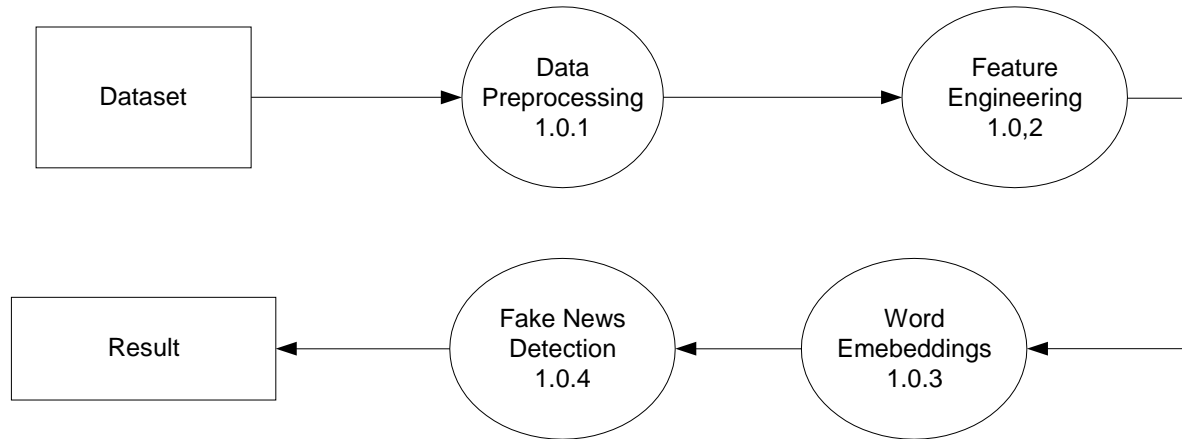 Dataset
Data
Preprocessing
1.0.1
Feature
Engineering
1.0,2
Result
Fake News
Detection
1.0.4
Word
Emebeddings
1.0.3